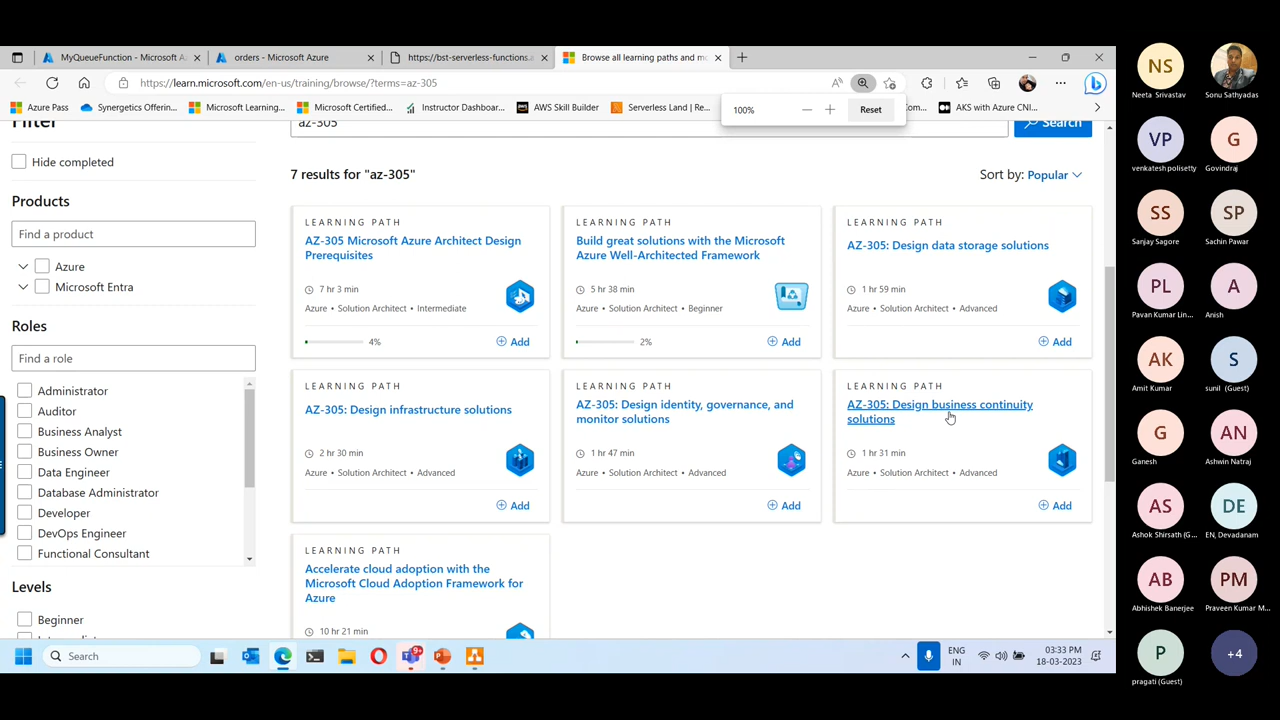 MyQueueFunction - Microsoft A
orders - Microsoft Azure
https://bst-serverless-functions.a
Browse all learning paths and mo
https://learn.microsoft.com/en-us/training/browse/?terms=az-305
Azure Pass
Synergetics Offering...
Microsoft Learning...
Microsoft Certified...
Instructor Dashboar...
AWS Skill Builder
Serverless Land | Re...
Com...
AKS with Azure CNI...
100%
Reset
Filter
az-305
Search
Hide completed
7 results for "az-305"
Sort by: Popular
Products
Find a product
Azure
Microsoft Entra
Roles
Find a role
Administrator
Auditor
Business Analyst
Business Owner
Data Engineer
Database Administrator
Developer
DevOps Engineer
Functional Consultant
Levels
Beginner
LEARNING PATH
AZ-305 Microsoft Azure Architect Design
Prerequisites
7 hr 3 min
Azure • Solution Architect • Intermediate
4%
Add
LEARNING PATH
Build great solutions with the Microsoft
Azure Well-Architected Framework
5 hr 38 min
Azure • Solution Architect • Beginner
2%
Add
LEARNING PATH
AZ-305: Design data storage solutions
1 hr 59 min
Azure • Solution Architect • Advanced
Add
LEARNING PATH
AZ-305: Design infrastructure solutions
2 hr 30 min
Azure • Solution Architect • Advanced
Add
LEARNING PATH
AZ-305: Design identity, governance, and
monitor solutions
1 hr 47 min
Azure • Solution Architect • Advanced
Add
LEARNING PATH
AZ-305: Design business continuity
solutions
1 hr 31 min
Azure • Solution Architect • Advanced
Add
LEARNING PATH
Accelerate cloud adoption with the
Microsoft Cloud Adoption Framework for
Azure
10 hr 21 min
Search
9+
ENG
IN
03:33 PM
18-03-2023
NS
Neeta Srivastav
Sonu Sathyadas
VP
venkatesh polisetty
G
Govindraj
SS
Sanjay Sagore
SP
Sachin Pawar
PL
Pavan Kumar Lin...
A
Anish
AK
Amit Kumar
S
sunil (Guest)
G
Ganesh
AN
Ashwin Natraj
AS
Ashok Shirsath (G...
DE
EN, Devadanam
AB
Abhishek Banerjee
PM
Praveen Kumar M...
P
pragati (Guest)
+4